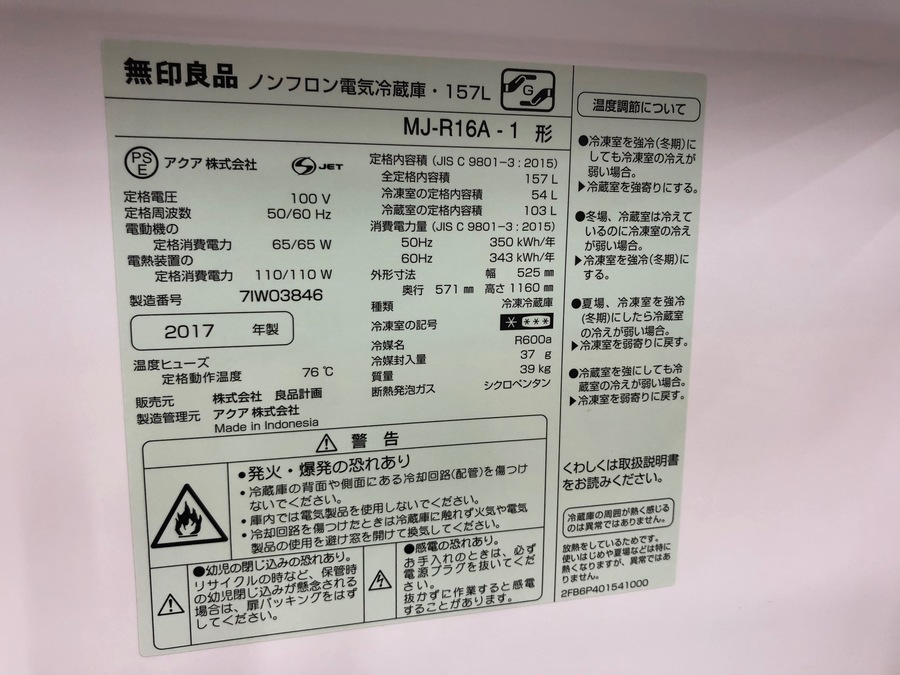 無印良品 ノンフロン電気冷蔵庫・157L
G
MJ-R16A - 1 形
PS
E
アクア 株式会社
JET
定格電圧 100 V
定格周波数 50/60 Hz
電動機の
定格消費電力 65/65 W
電熱装置の
定格消費電力 110/110 W
製造番号 7IW03846
2017 年製
温度ヒューズ
定格動作温度 76 ℃
販売元 株式会社 良品計画
製造管理元 アクア 株式会社
Made in Indonesia
定格内容積 (JIS C 9801-3 : 2015)
全定格内容積 157 L
冷凍室の定格内容積 54 L
冷蔵室の定格内容積 103 L
消費電力量 (JIS C 9801-3 : 2015)
50Hz 350 kWh/年
60Hz 343 kWh/年
外形寸法 幅 525 ㎜
奥行 571 ㎜ 高さ 1160 ㎜
種類 冷凍冷蔵庫
冷凍室の記号 * ***
冷媒名 R600a
冷媒封入量 37 g
質量 39 kg
断熱発泡ガス シクロペンタン
⚠ 警 告
●発火・爆発の恐れあり
・冷蔵庫の背面や側面にある冷却回路(配管)を傷つけ
ないでください。
・庫内では電気製品を使用しないでください。
・冷却回路を傷つけたときは冷蔵庫に触れず火気や電気
製品の使用を避け窓を開けて換気してください。
●幼児の閉じ込みの恐れあり。
リサイクルの時など、保管時
の幼児閉じ込みが懸念される
場合は、扉パッキングをはず
してください。
●感電の恐れあり。
お手入れのときは、必ず
電源プラグを抜いてくだ
さい。
抜かずに作業すると感電
することがあります。
温度調節について
●冷凍室を強冷(冬期)に
しても冷凍室の冷えが
弱い場合。
▶冷蔵室を強寄りにする。
●冬場、冷蔵室は冷えて
いるのに冷凍室の冷え
が弱い場合。
▶冷凍室を強冷(冬期)に
する。
●夏場、冷凍室を強冷
(冬期)にしたら冷蔵室
の冷えが弱い場合。
▶冷凍室を弱寄りに戻す。
●冷蔵室を強にしても冷
蔵室の冷えが弱い場合。
▶冷凍室を弱寄りに戻す。
くわしくは取扱説明書
をお読みください。
冷蔵庫の周囲が熱く感じる
のは異常ではありません。
放熱をしているためです。
使いはじめや夏場などは特に
熱くなりますが、異常ではあ
りません。
2FB6P401541000